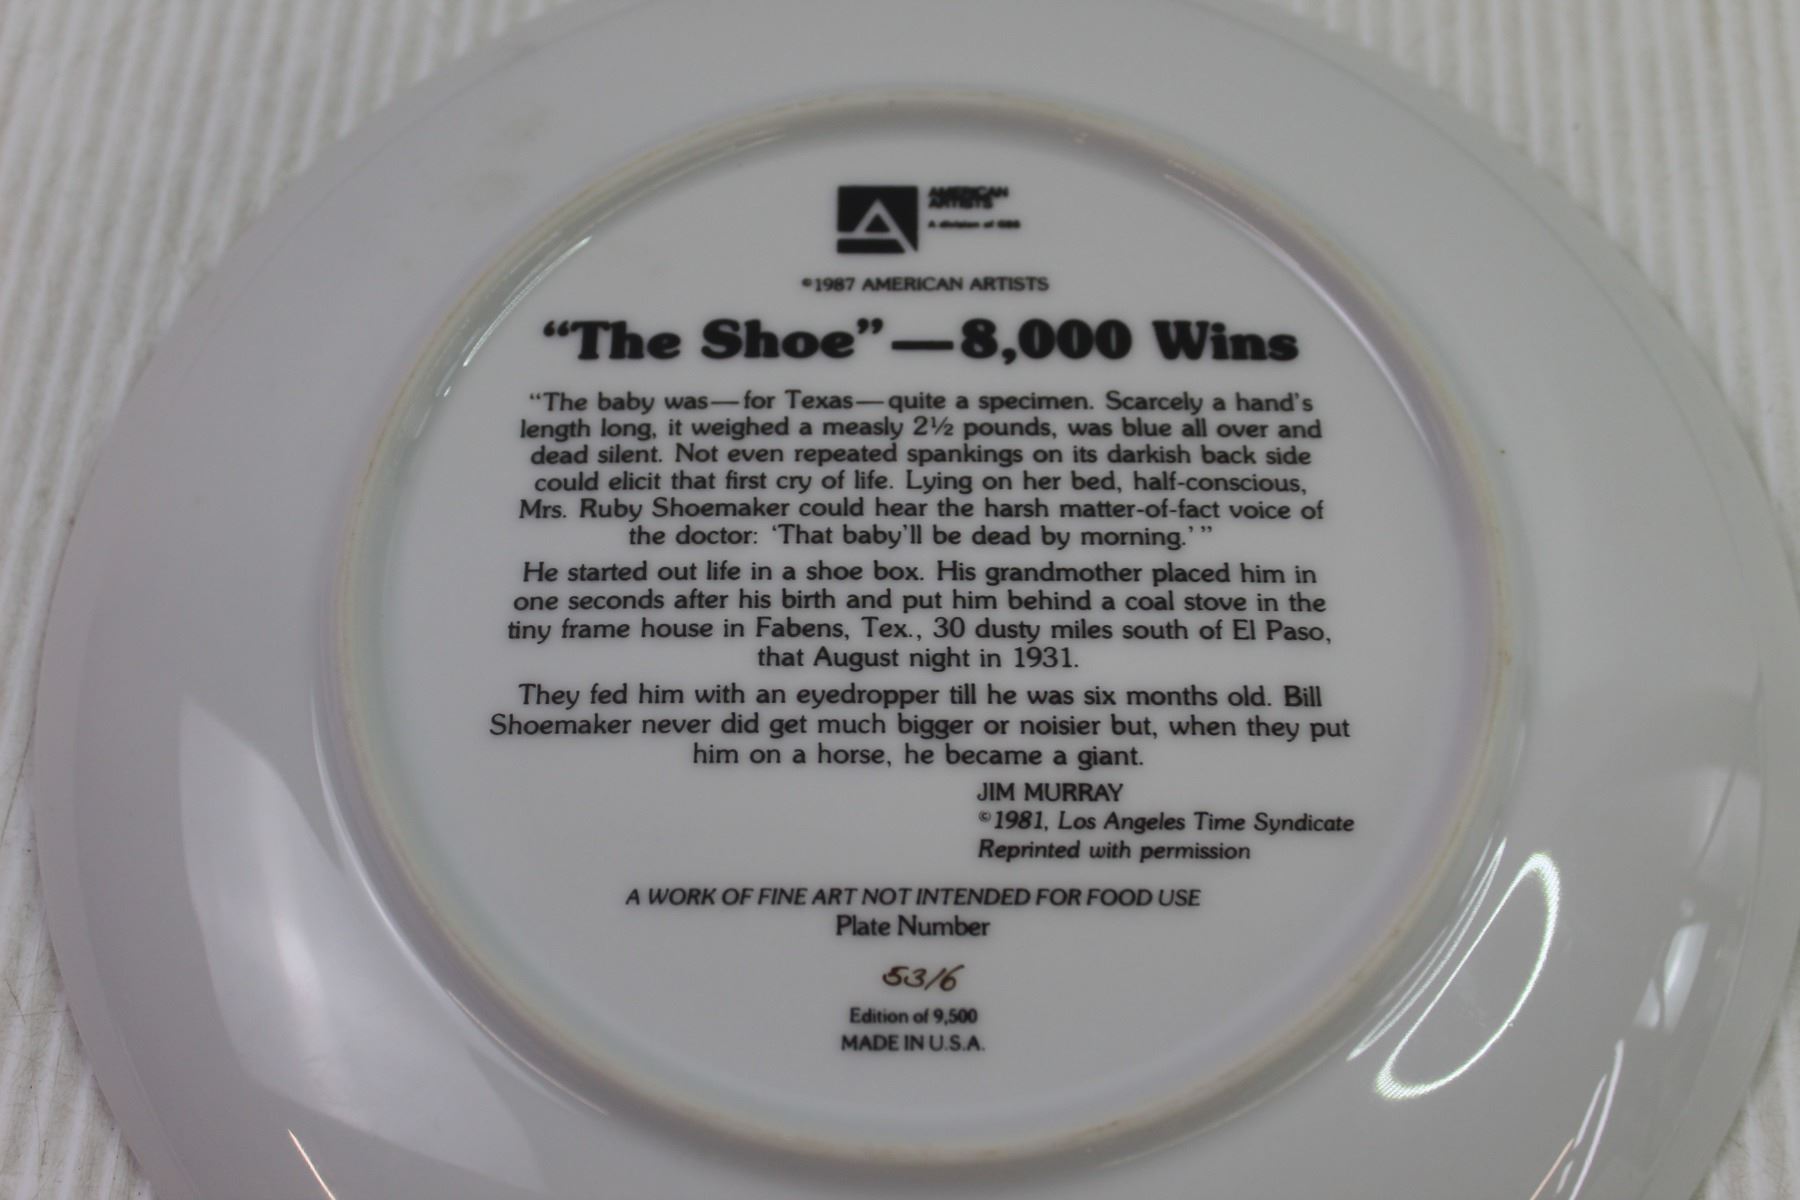 AMERICAN
ARTISTS
A division of GSS
©1987 AMERICAN ARTISTS
“The Shoe”—8,000 Wins
“The baby was—for Texas—quite a specimen. Scarcely a hand's
length long, it weighed a measly 2½ pounds, was blue all over and
dead silent. Not even repeated spankings on its darkish back side
could elicit that first cry of life. Lying on her bed, half-conscious,
Mrs. Ruby Shoemaker could hear the harsh matter-of-fact voice of
the doctor: ‘That baby'll be dead by morning.’ ”
He started out life in a shoe box. His grandmother placed him in
one seconds after his birth and put him behind a coal stove in the
tiny frame house in Fabens, Tex., 30 dusty miles south of El Paso,
that August night in 1931.
They fed him with an eyedropper till he was six months old. Bill
Shoemaker never did get much bigger or noisier but, when they put
him on a horse, he became a giant.
JIM MURRAY
©1981, Los Angeles Time Syndicate
Reprinted with permission
A WORK OF FINE ART NOT INTENDED FOR FOOD USE
Plate Number
5316
Edition of 9,500
MADE IN U.S.A.